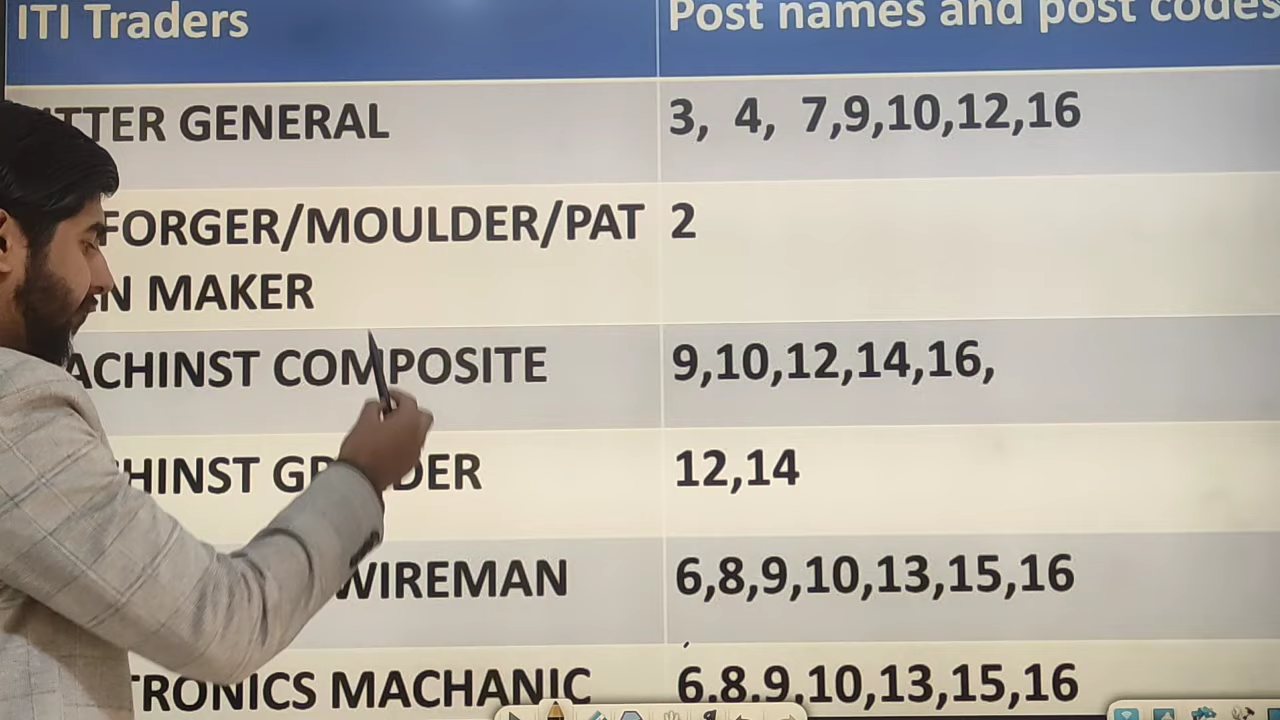 ITI Traders
Post names and post codes
TTER GENERAL
3, 4, 7,9,10,12,16
FORGER/MOULDER/PAT
N MAKER
2
ACHINST COMPOSITE
9,10,12,14,16,
HINST GR DER
12,14
WIREMAN
6,8,9,10,13,15,16
TRONICS MACHANIC
6.8.9,10,13,15,16